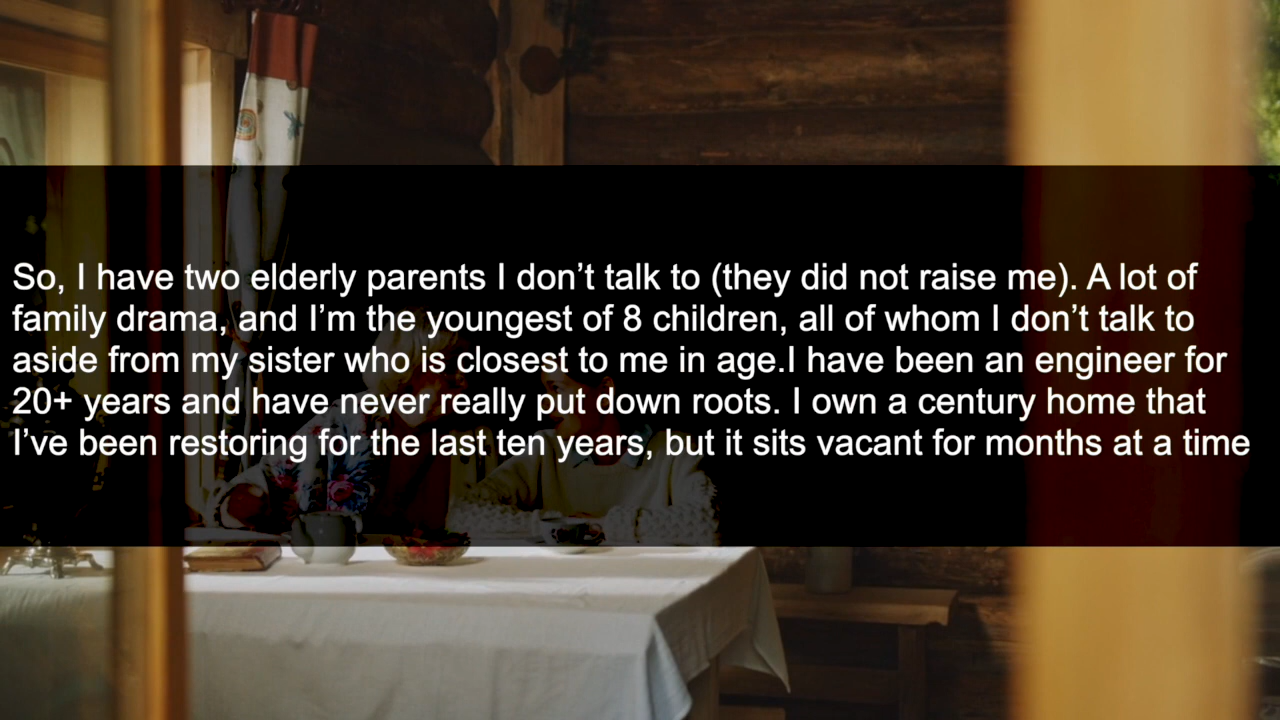 So, I have two elderly parents I don’t talk to (they did not raise me). A lot of
family drama, and I’m the youngest of 8 children, all of whom I don’t talk to
aside from my sister who is closest to me in age.I have been an engineer for
20+ years and have never really put down roots. I own a century home that
I’ve been restoring for the last ten years, but it sits vacant for months at a time